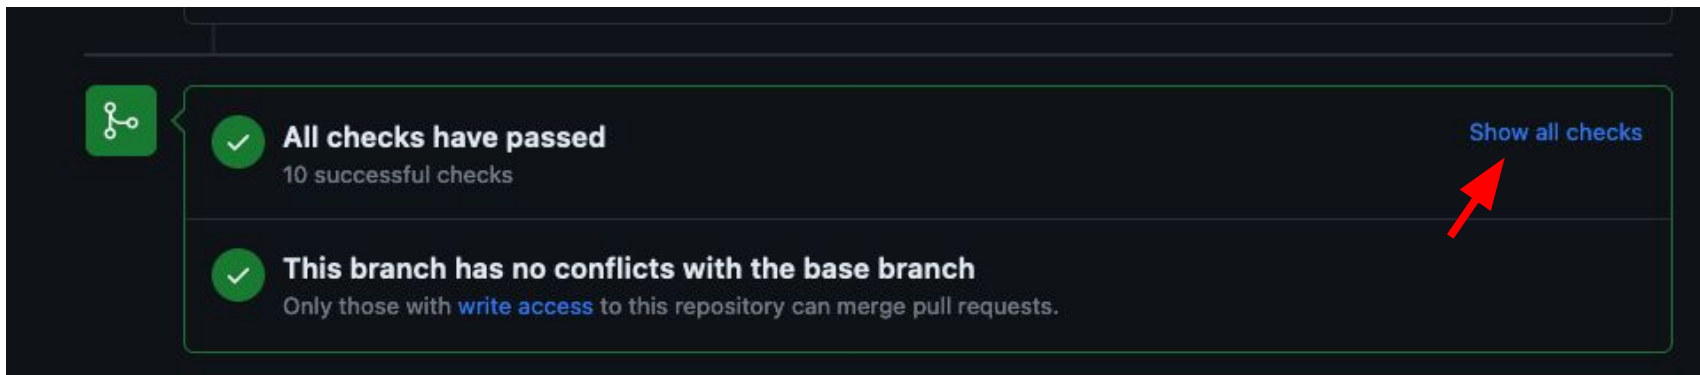 All checks have passed
Show all checks
10 successful checks
This branch has no conflicts with the base branch
Only those with write access to this repository can merge pull requests.